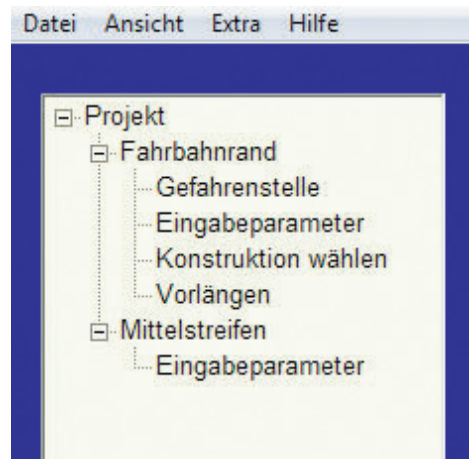 Datei Ansicht Extra Hilfe
Projekt
Fahrbahnrand
Gefahrenstelle
Eingabeparameter
Konstruktion wählen
Vorlängen
Mittelstreifen
Eingabeparameter